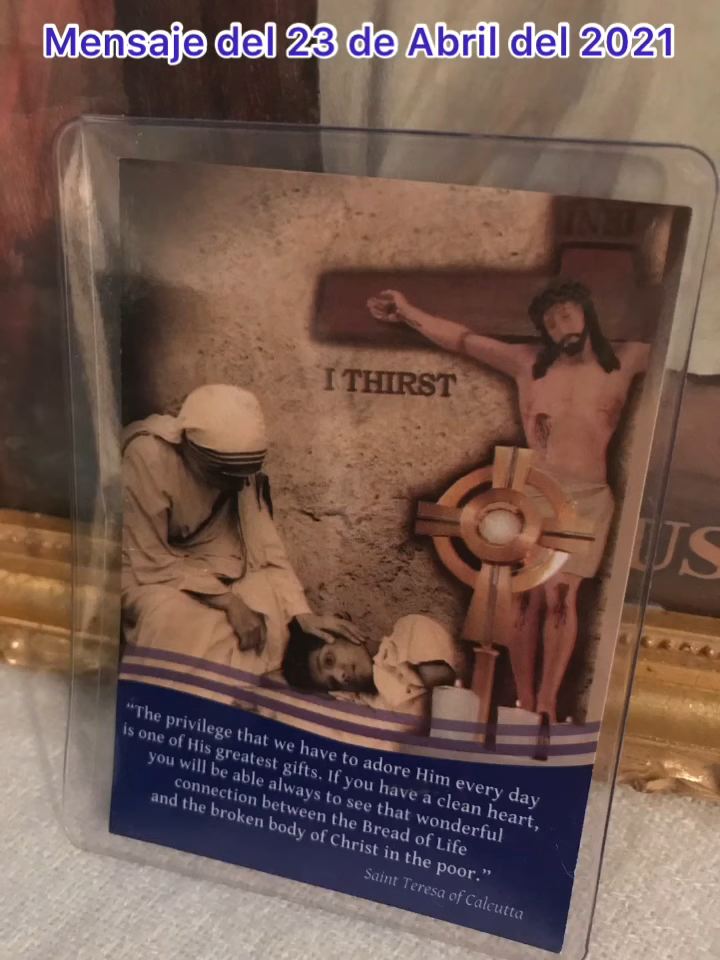 Mensaje del 23 de Abril del 2021
INRI
I THIRST
US
“The privilege that we have to adore Him every day
is one of His greatest gifts. If you have a clean heart,
you will be able always to see that wonderful
connection between the Bread of Life
and the broken body of Christ in the poor.”
Saint Teresa of Calcutta